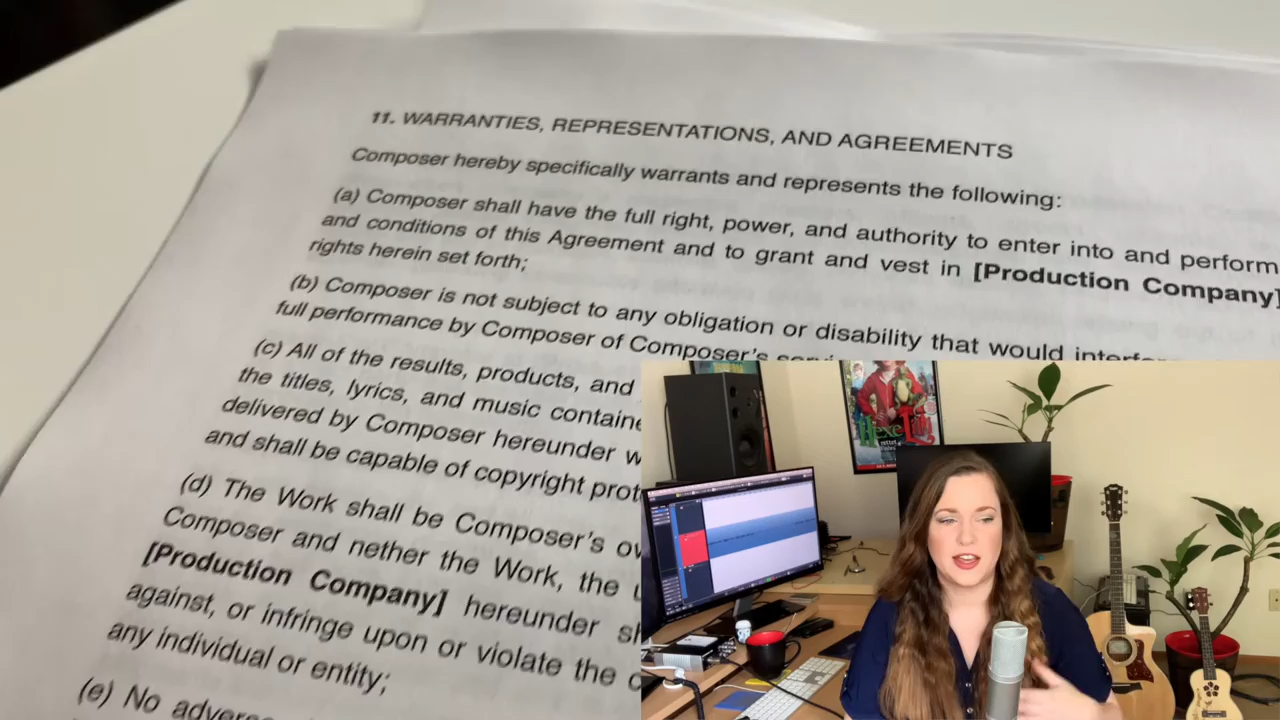 11. WARRANTIES, REPRESENTATIONS, AND AGREEMENTS
Composer hereby specifically warrants and represents the following:
(a) Composer shall have the full right, power, and authority to enter into and perform
and conditions of this Agreement and to grant and vest in [Production Company]
rights herein set forth;
(b) Composer is not subject to any obligation or disability that would
full performance by Composer of Composer's
(c) All of the results, products, and
the titles, lyrics, and music
delivered by Composer hereunder
and shall be capable of copyright
(d) The Work shall be Composer's
Composer and nether the Work, the
[Production Company] hereunder
against, or infringe upon or violate the
any individual or entity;
(e) No
Hexe Lilli
rettet